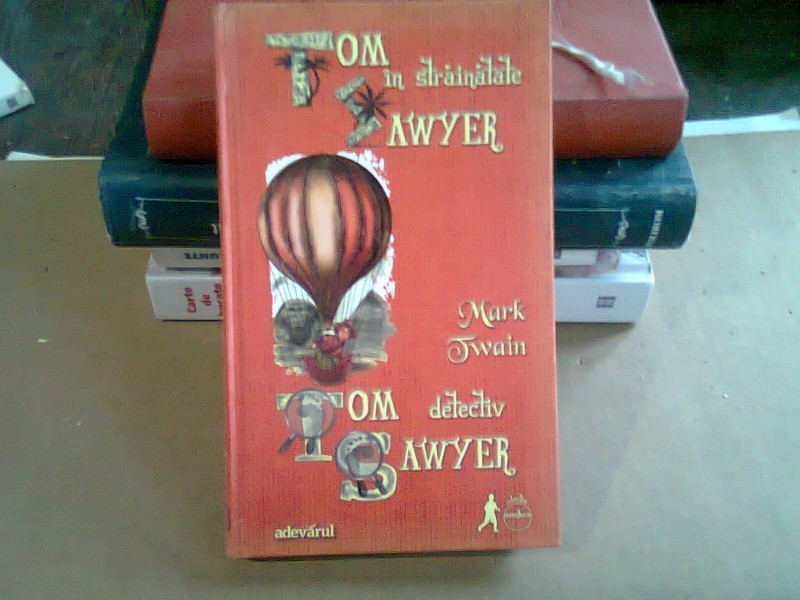 TOM
în străinătate
SAWYER
Mark
Twain
TOM detectiv
SAWYER
adevărul
Carte
de